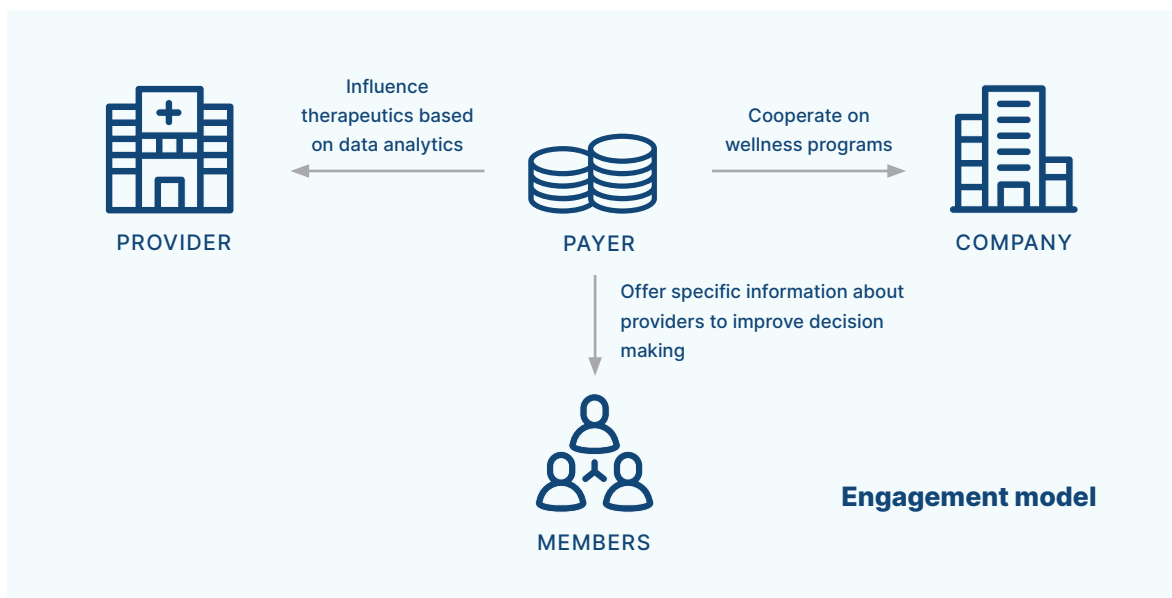 Influence
therapeutics based
on data analytics
Cooperate on
wellness programs
PROVIDER
PAYER
COMPANY
Offer specific information about
providers to improve decision
making
Engagement model
MEMBERS